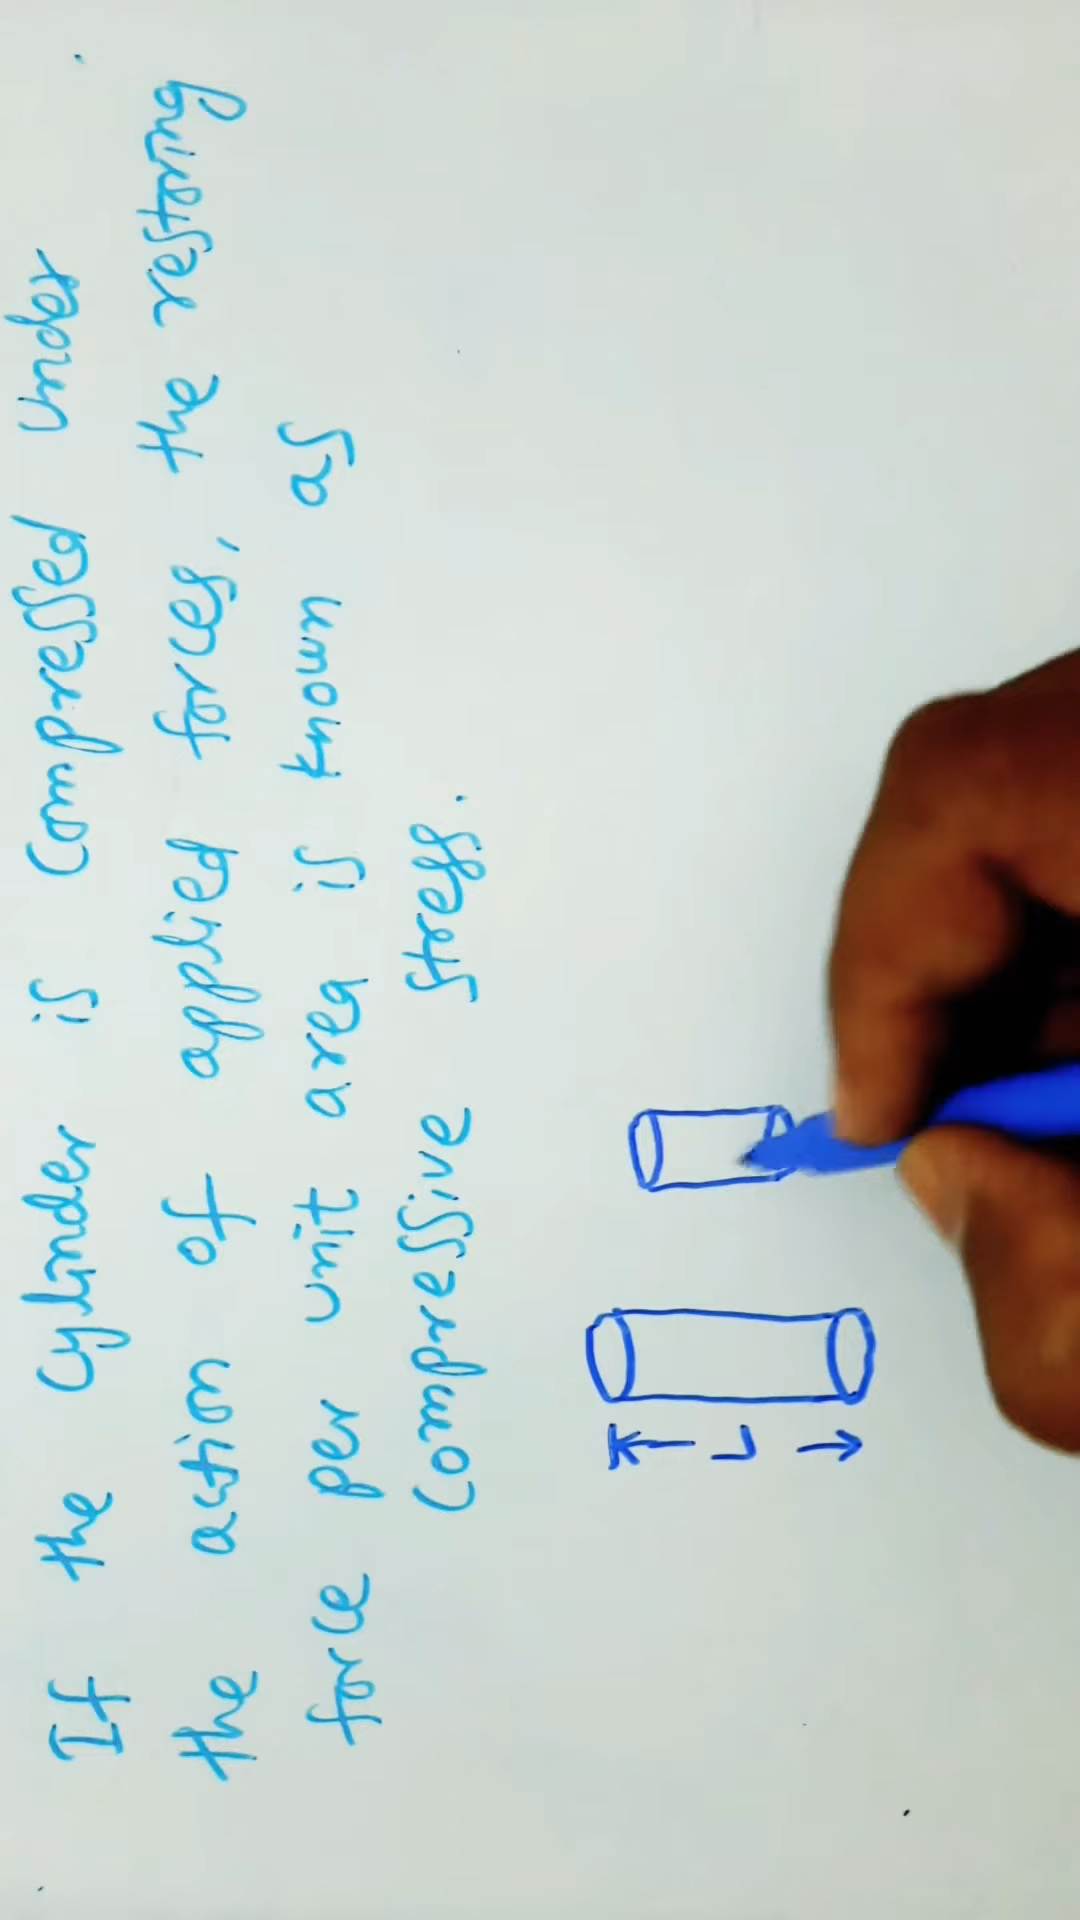 If the cylinder is compressed under
the action of applied forces, the restoring
force per unit area is known as
compressive stress.
L